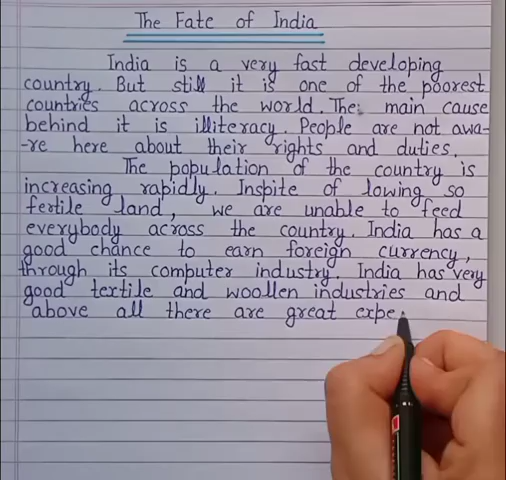 The Fate of India
India is a very fast developing
country. But still it is one of the poorest
countries across the world. The main cause
behind it is illiteracy. People are not awa-
-re here about their rights and duties.
The population of the country is
increasing rapidly. Inspite of lowing so
fertile land, we are unable to feed
everybody across the country. India has a
good chance to earn foreign currency,
through its computer industry. India has very
good textile and woollen industries and
above all there are great expe